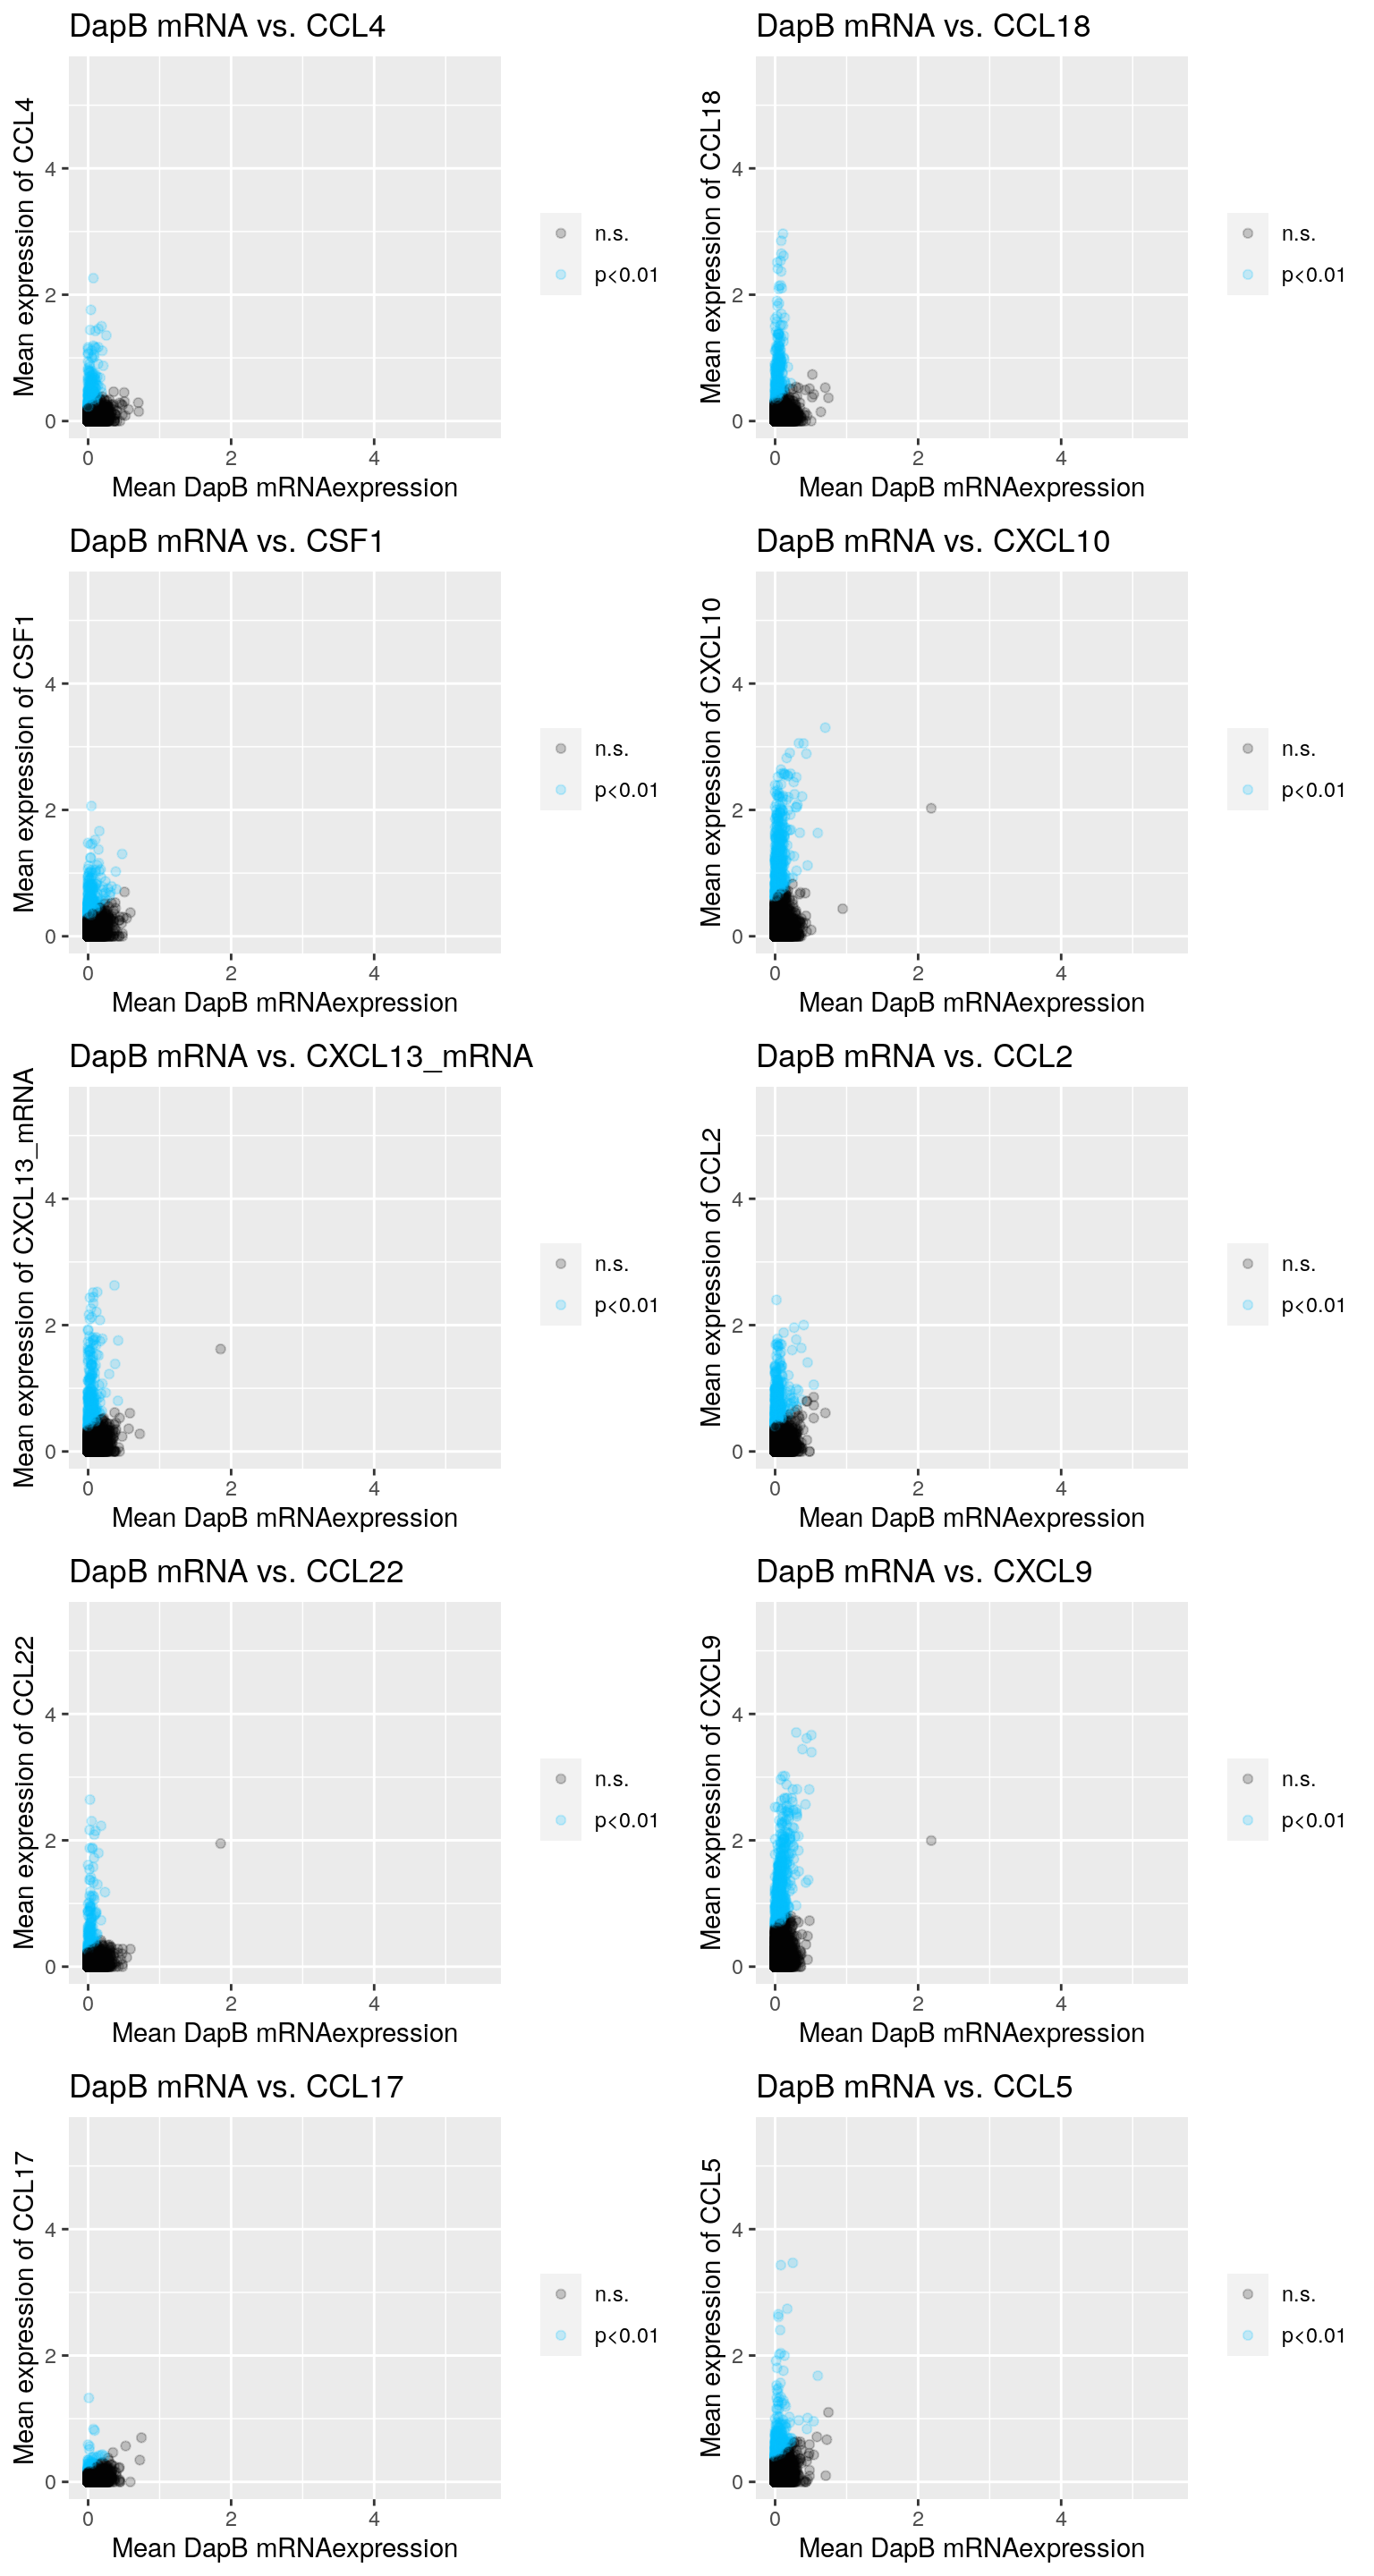 DapB mRNA vs. CCL4
Mean expression of CCL4
4
2
0
0 2 4
Mean DapB mRNAexpression
n.s.
p<0.01
DapB mRNA vs. CCL18
Mean expression of CCL18
4
2
0
0 2 4
Mean DapB mRNAexpression
n.s.
p<0.01
DapB mRNA vs. CSF1
Mean expression of CSF1
4
2
0
0 2 4
Mean DapB mRNAexpression
n.s.
p<0.01
DapB mRNA vs. CXCL10
Mean expression of CXCL10
4
2
0
0 2 4
Mean DapB mRNAexpression
n.s.
p<0.01
DapB mRNA vs. CXCL13_mRNA
Mean expression of CXCL13_mRNA
4
2
0
0 2 4
Mean DapB mRNAexpression
n.s.
p<0.01
DapB mRNA vs. CCL2
Mean expression of CCL2
4
2
0
0 2 4
Mean DapB mRNAexpression
n.s.
p<0.01
DapB mRNA vs. CCL22
Mean expression of CCL22
4
2
0
0 2 4
Mean DapB mRNAexpression
n.s.
p<0.01
DapB mRNA vs. CXCL9
Mean expression of CXCL9
4
2
0
0 2 4
Mean DapB mRNAexpression
n.s.
p<0.01
DapB mRNA vs. CCL17
Mean expression of CCL17
4
2
0
0 2 4
Mean DapB mRNAexpression
n.s.
p<0.01
DapB mRNA vs. CCL5
Mean expression of CCL5
4
2
0
0 2 4
Mean DapB mRNAexpression
n.s.
p<0.01